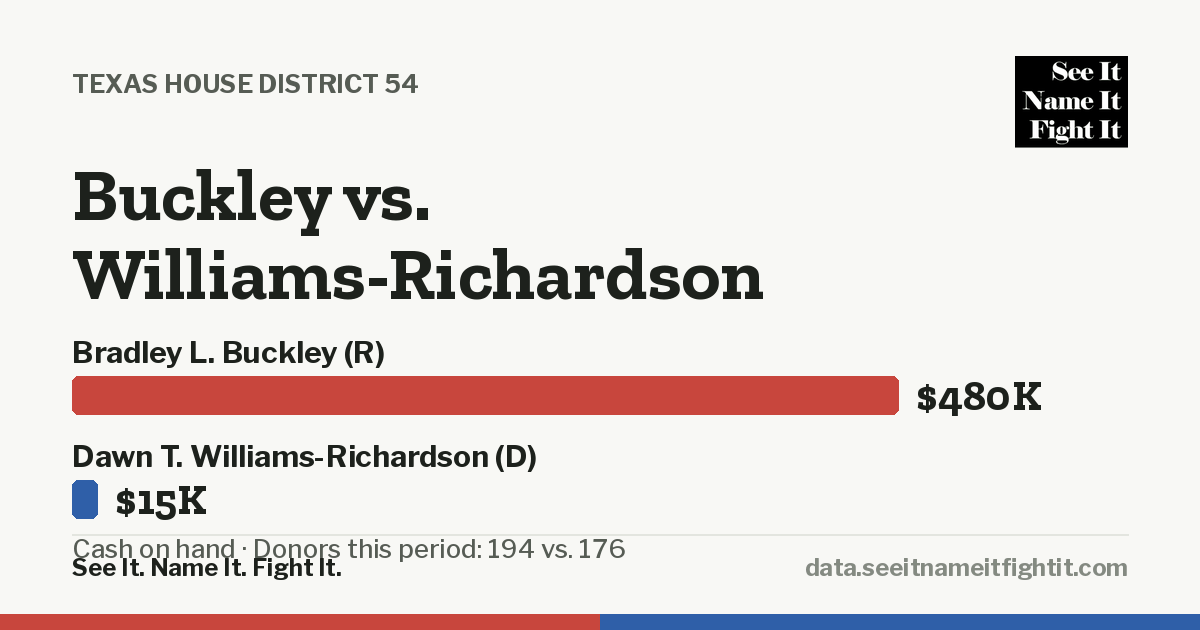 TEXAS HOUSE DISTRICT 54
See It
Name It
Fight It
Buckley vs.
Williams-Richardson
Bradley L. Buckley (R)
$480K
Dawn T. Williams-Richardson (D)
$15K
Cash on hand · Donors this period: 194 vs. 176
See It. Name It. Fight It.
data.seeitnameitfightit.com